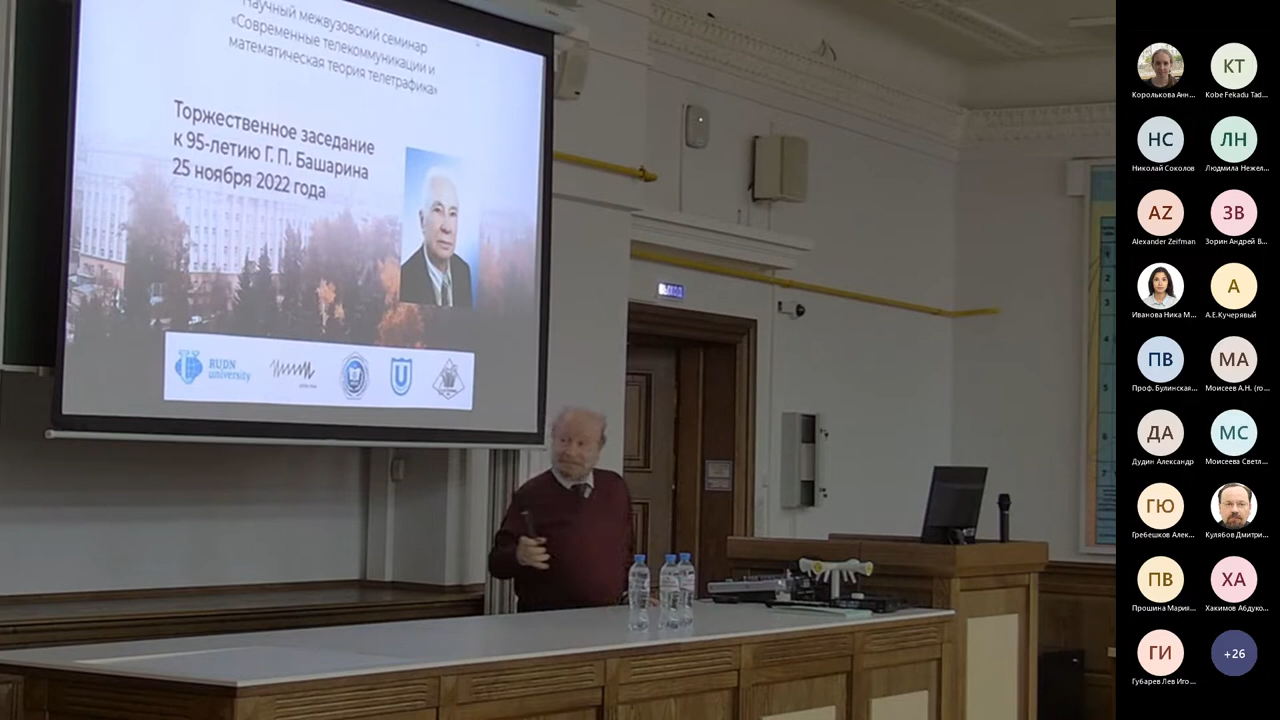 Научный межвузовский семинар
«Современные телекоммуникации и
математическая теория телетрафика»
Торжественное заседание
к 95-летию Г. П. Башарина
25 ноября 2022 года
RUDN
university
ВЫХОД
Королькова Анн...
КТ
Kobe Fekadu Tad...
НС
Николай Соколов
ЛН
Людмила Нежел...
AZ
Alexander Zeifman
ЗВ
Зорин Андрей В...
Иванова Ника М...
А
А.Е.Кучерявый
ПВ
Проф. Булинская...
МА
Моисеев А.Н. (го...
ДА
Дудин Александр
МС
Моисеева Светл...
ГЮ
Гребешков Алек...
Кулябов Дмитри...
ПВ
Прошина Мария...
ХА
Хакимов Абдуко...
ГИ
Губарев Лев Иго...
+26